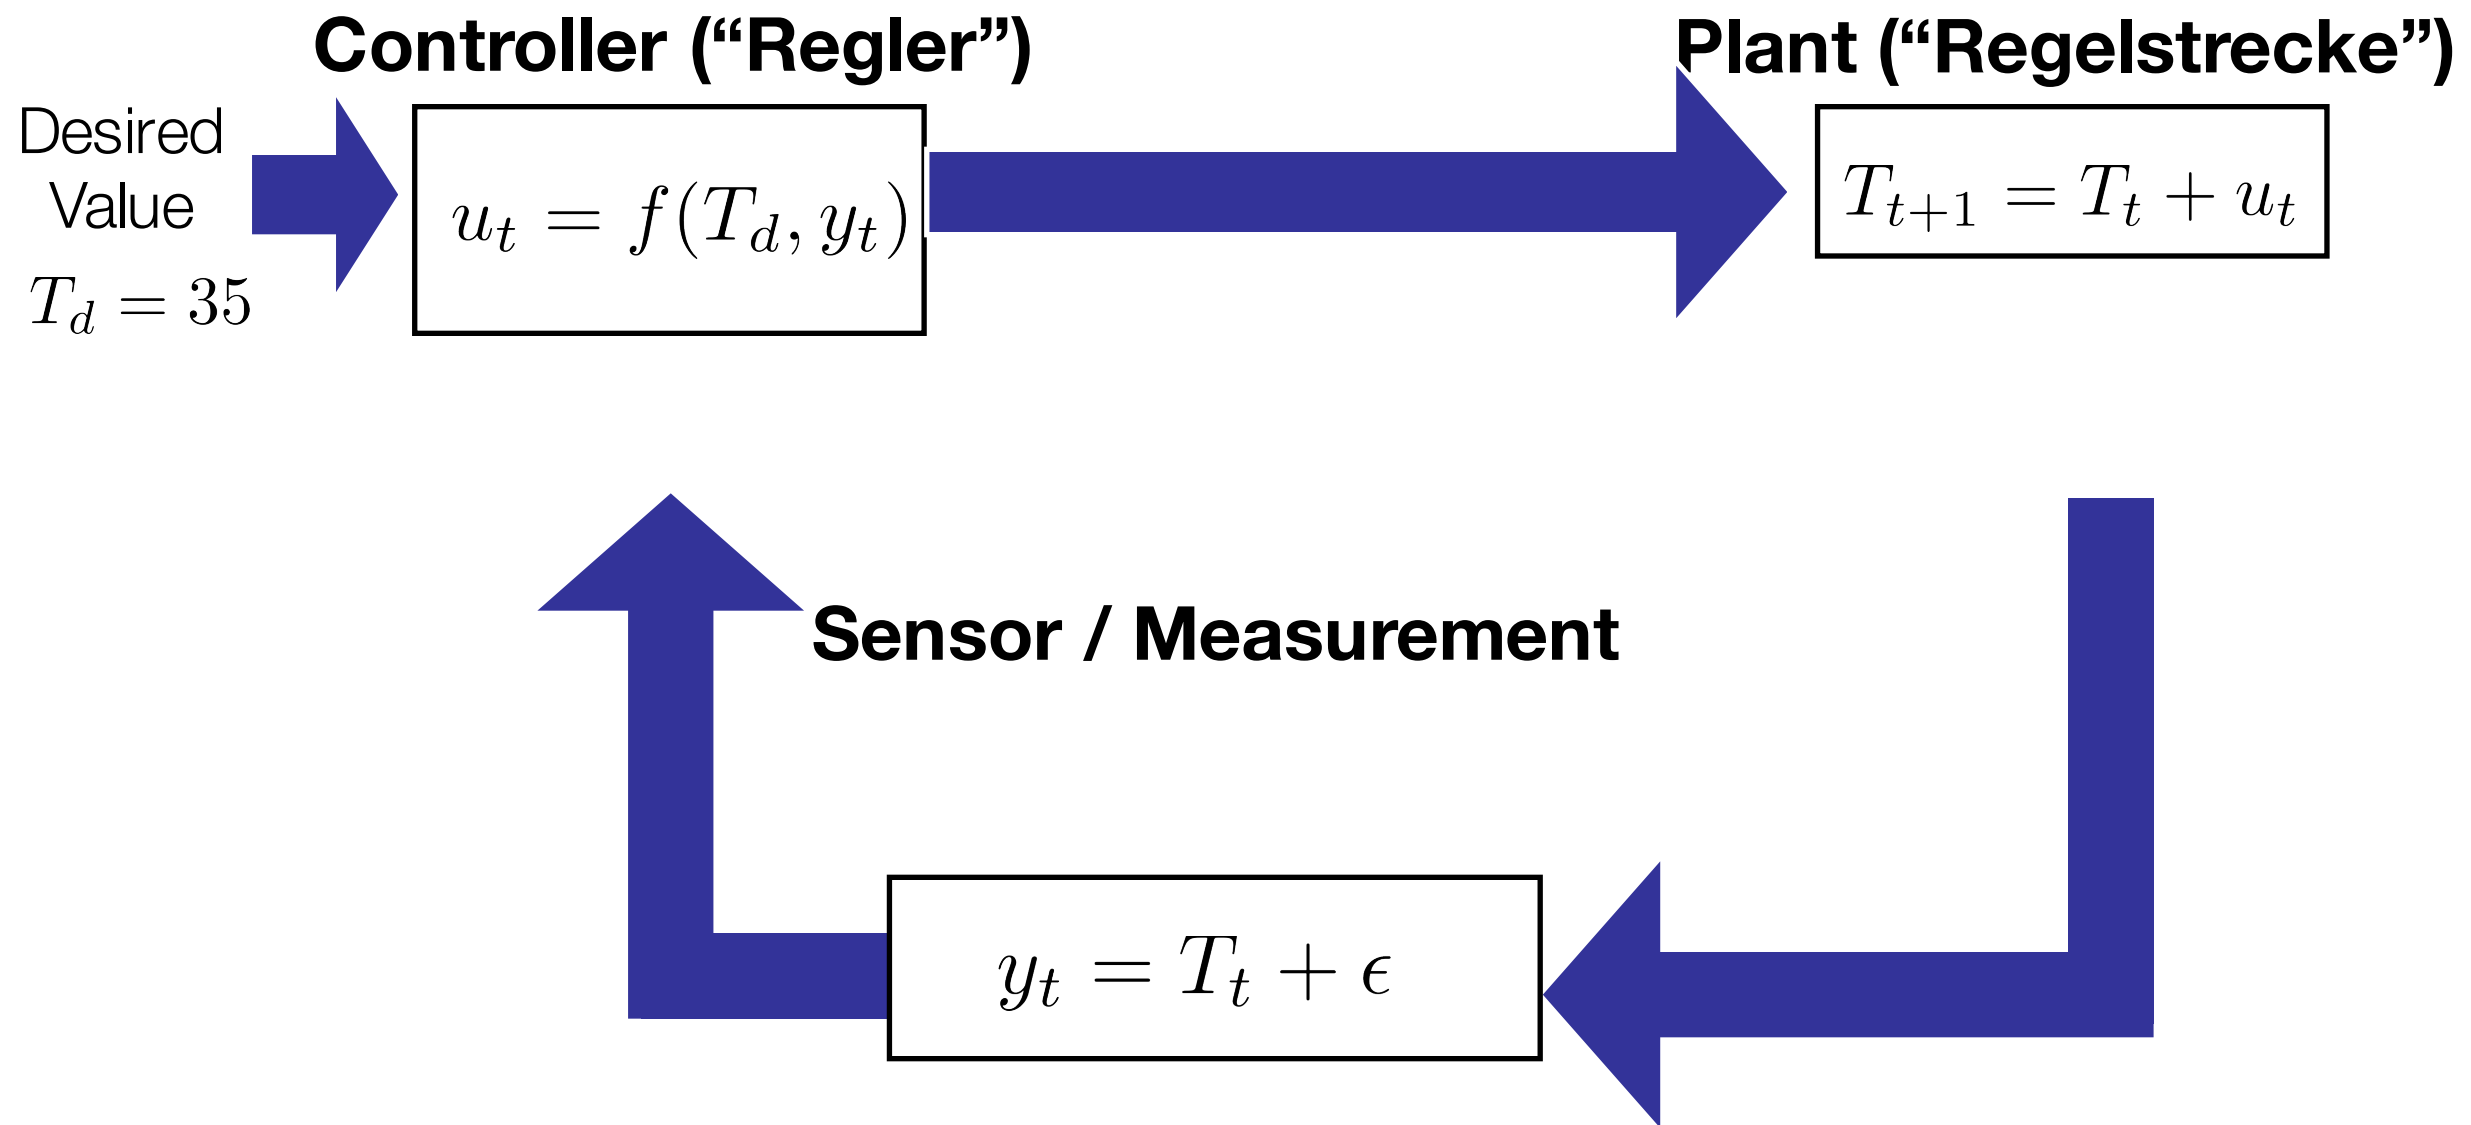 Controller (“Regler”)
Plant (“Regelstrecke”)
Desired
Value
T_d = 35
u_t = f(T_d, y_t)
T_{t+1} = T_t + u_t
Sensor / Measurement
y_t = T_t + ϵ